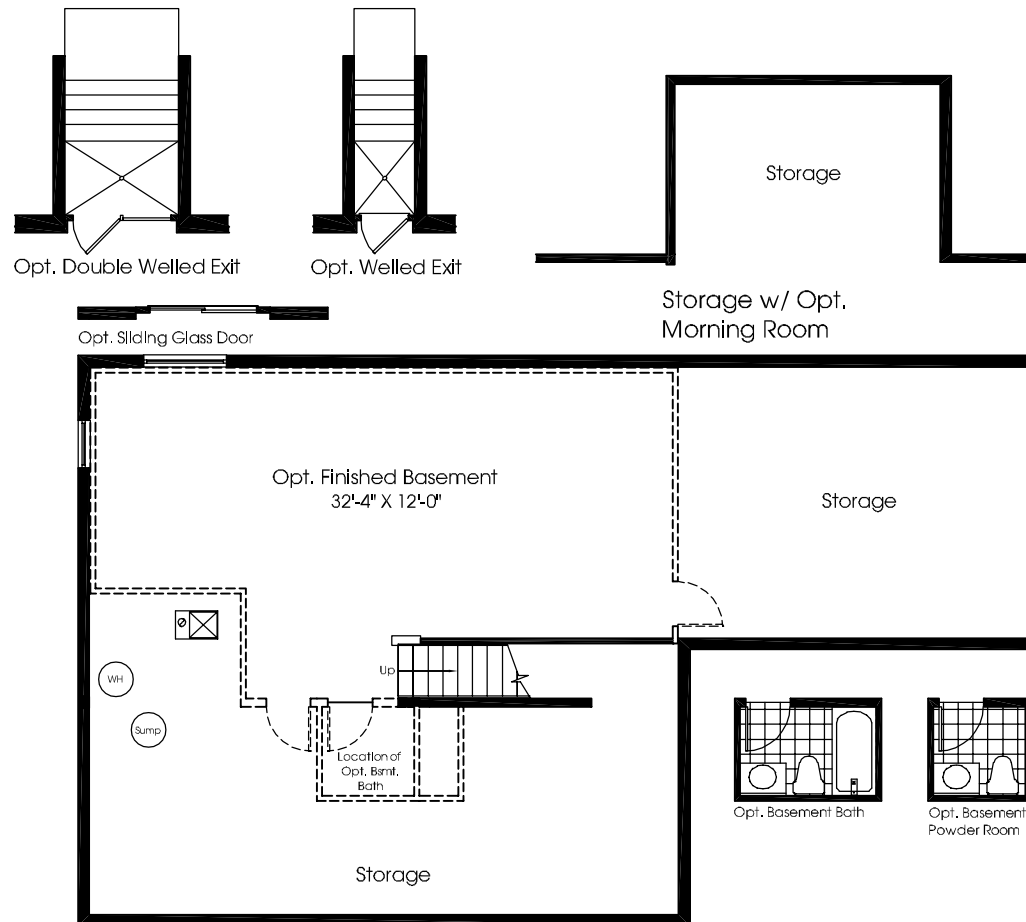 Opt. Double Welled Exit
Opt. Welled Exit
Storage
Storage w/ Opt.
Morning Room
Opt. Sliding Glass Door
Opt. Finished Basement
32'-4" X 12'-0"
Storage
Up
WH
Sump
Location of
Opt. Bsmt.
Bath
Opt. Basement Bath
Opt. Basement
Powder Room
Storage